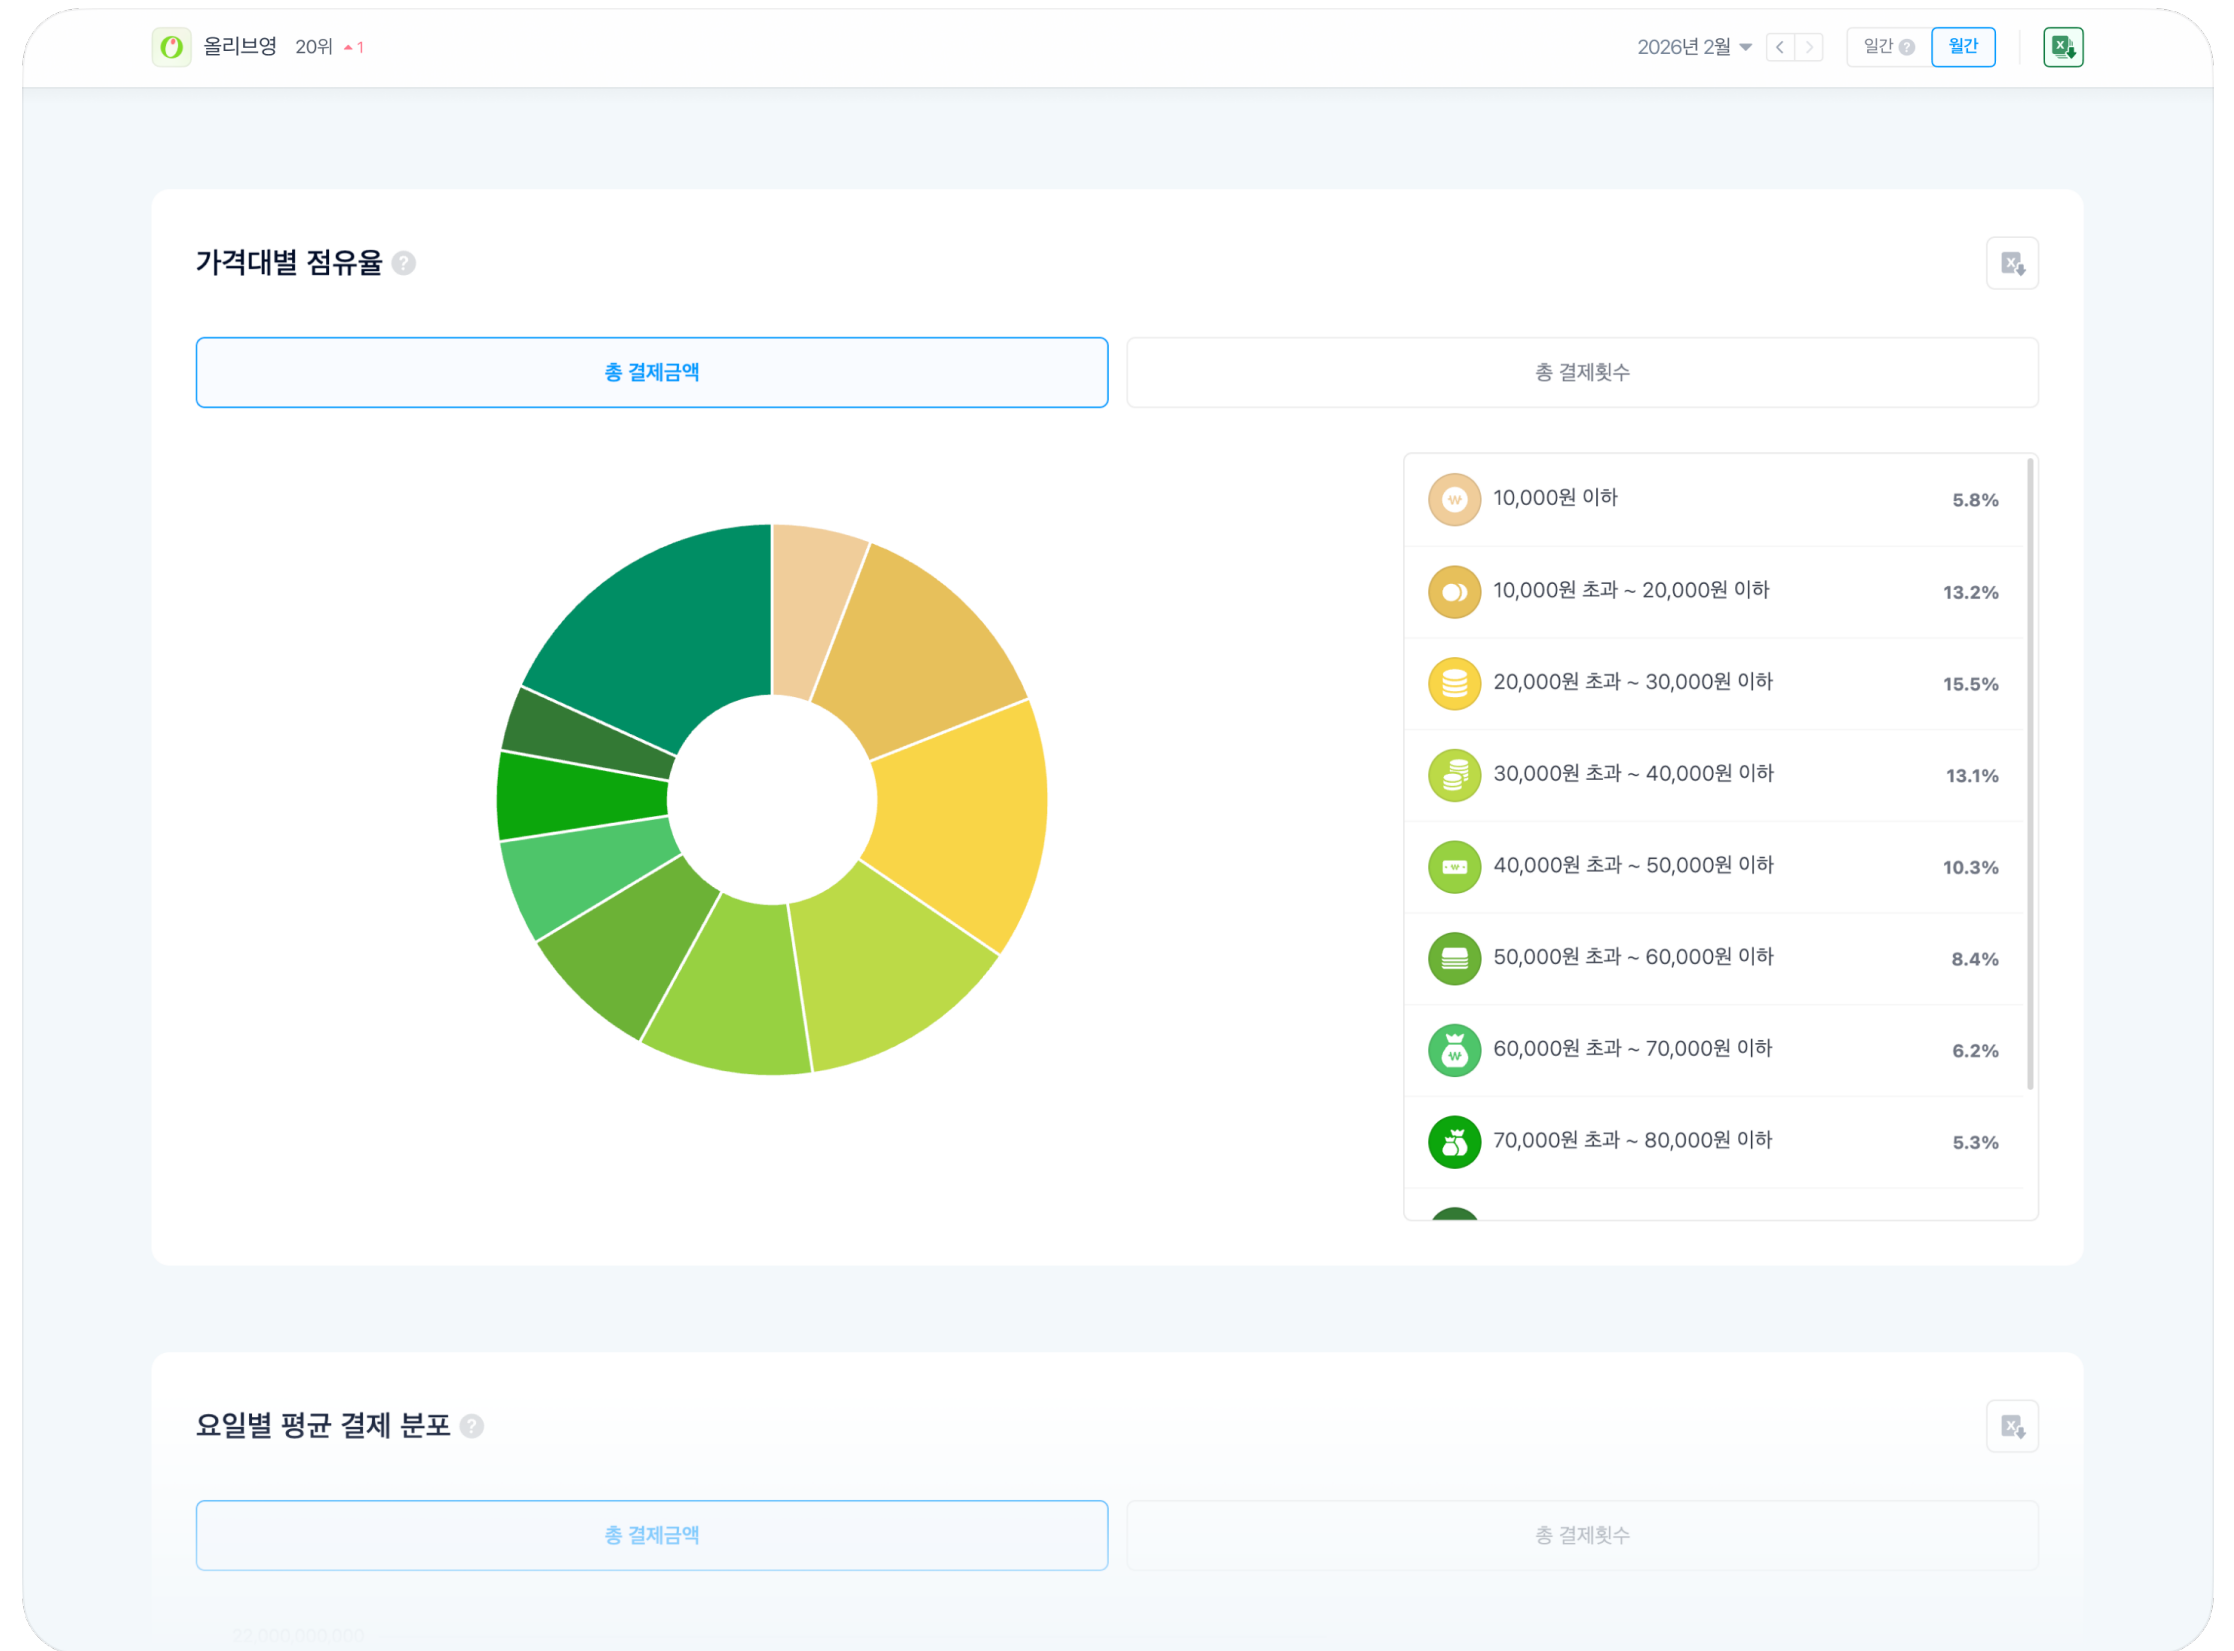 올리브영 20위 1 2026년 2월 일간 ? 월간
가격대별 점유율 ?
총 결제금액 총 결제횟수
10,000원 이하 5.8%
10,000원 초과 ~ 20,000원 이하 13.2%
20,000원 초과 ~ 30,000원 이하 15.5%
30,000원 초과 ~ 40,000원 이하 13.1%
40,000원 초과 ~ 50,000원 이하 10.3%
50,000원 초과 ~ 60,000원 이하 8.4%
60,000원 초과 ~ 70,000원 이하 6.2%
70,000원 초과 ~ 80,000원 이하 5.3%
요일별 평균 결제 분포 ?
총 결제금액 총 결제횟수
22,000,000,000